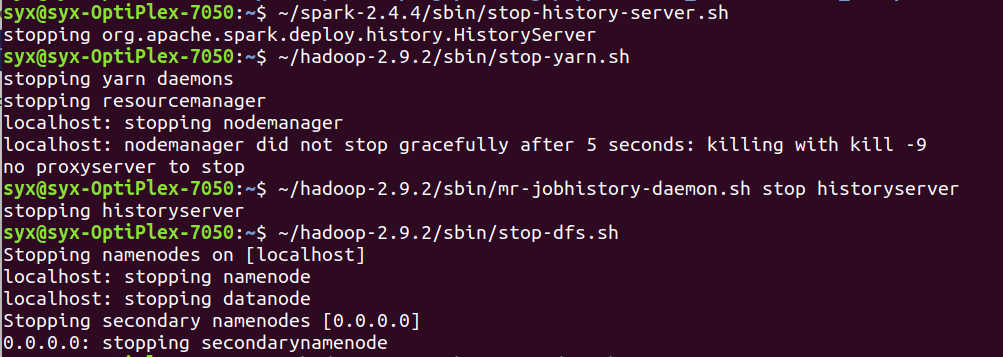 syx@syx-OptiPlex-7050:~$ ~/spark-2.4.4/sbin/stop-history-server.sh
stopping org.apache.spark.deploy.history.HistoryServer
syx@syx-OptiPlex-7050:~$ ~/hadoop-2.9.2/sbin/stop-yarn.sh
stopping yarn daemons
stopping resourcemanager
localhost: stopping nodemanager
localhost: nodemanager did not stop gracefully after 5 seconds: killing with kill -9
no proxyserver to stop
syx@syx-OptiPlex-7050:~$ ~/hadoop-2.9.2/sbin/mr-jobhistory-daemon.sh stop historyserver
stopping historyserver
syx@syx-OptiPlex-7050:~$ ~/hadoop-2.9.2/sbin/stop-dfs.sh
Stopping namenodes on [localhost]
localhost: stopping namenode
localhost: stopping datanode
Stopping secondary namenodes [0.0.0.0]
0.0.0.0: stopping secondarynamenode